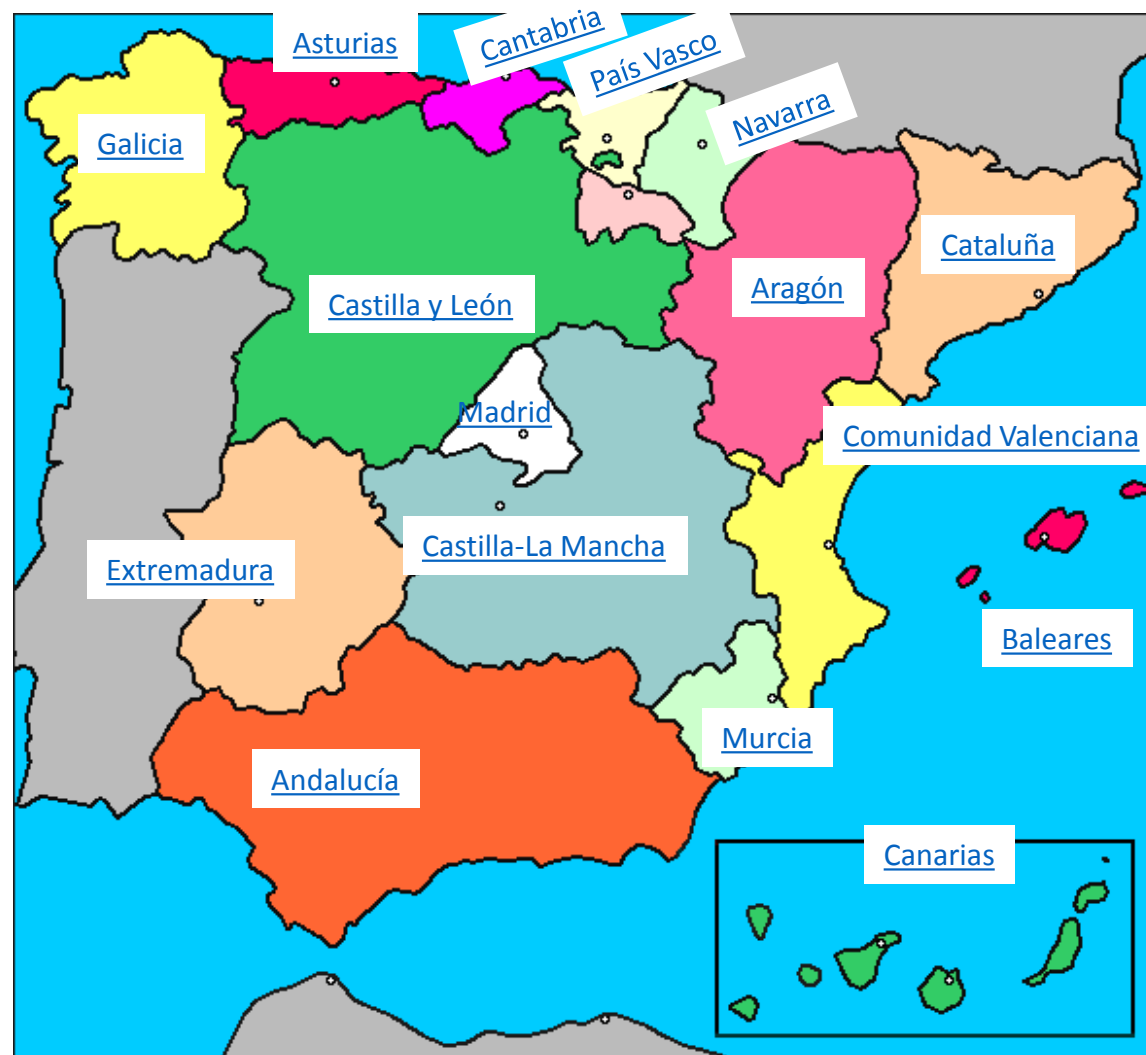 Asturias
Cantabria
País Vasco
Navarra
Galicia
Cataluña
Aragón
Castilla y León
Madrid
Comunidad Valenciana
Castilla-La Mancha
Extremadura
Baleares
Murcia
Andalucía
Canarias